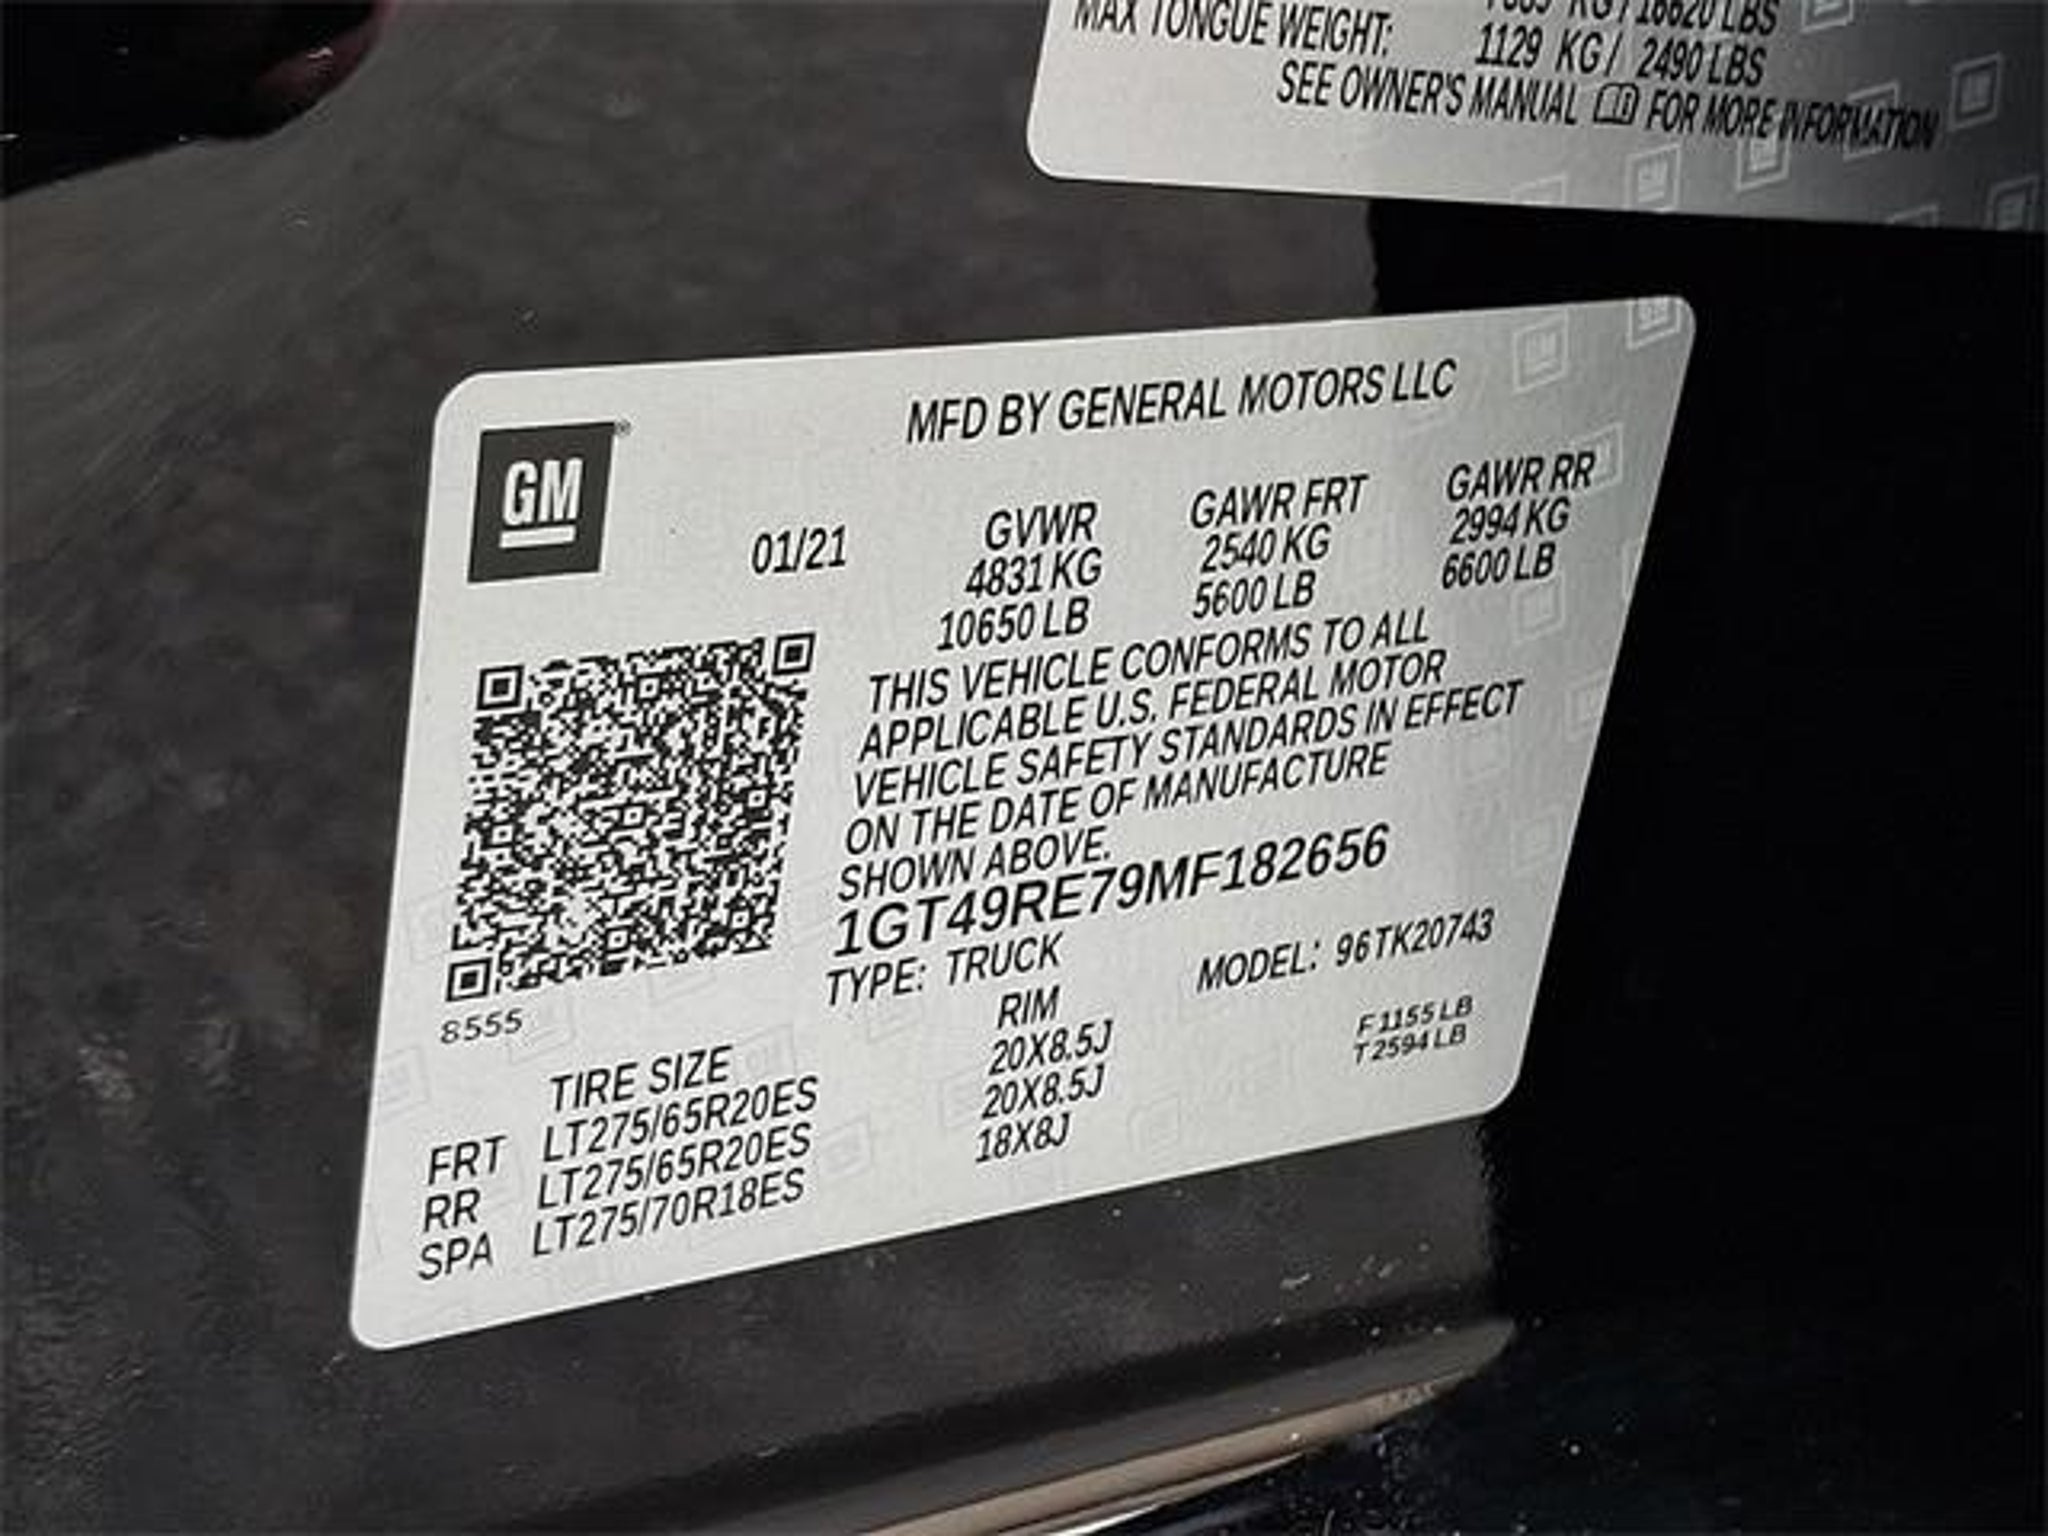 MAX TONGUE WEIGHT: 1129 KG / 2490 LBS
SEE OWNER'S MANUAL FOR MORE INFORMATION
GM
MFD BY GENERAL MOTORS LLC
01/21
GVWR GAWR FRT GAWR RR
4831 KG 2540 KG 2994 KG
10650 LB 5600 LB 6600 LB
THIS VEHICLE CONFORMS TO ALL
APPLICABLE U.S. FEDERAL MOTOR
VEHICLE SAFETY STANDARDS IN EFFECT
ON THE DATE OF MANUFACTURE
SHOWN ABOVE.
1GT49RE79MF182656
TYPE: TRUCK MODEL: 96TK20743
8555
F 1155 LB
T 2594 LB
TIRE SIZE RIM
FRT LT275/65R20ES 20X8.5J
RR LT275/65R20ES 20X8.5J
SPA LT275/70R18ES 18X8J